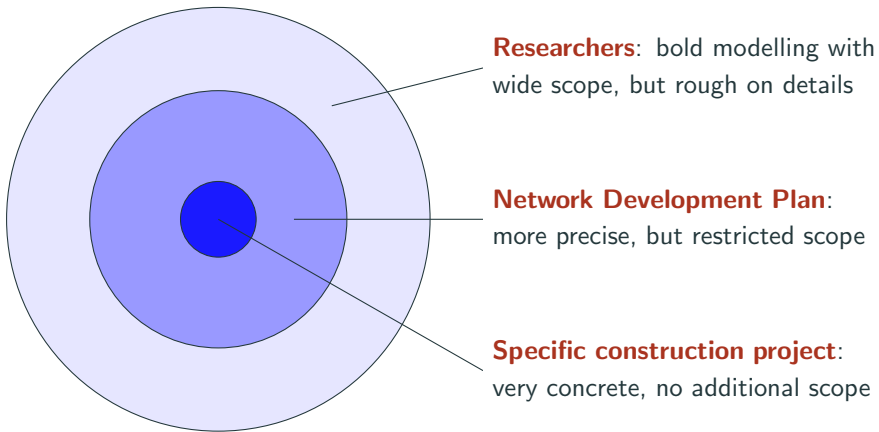 Researchers: bold modelling with
wide scope, but rough on details
Network Development Plan:
more precise, but restricted scope
Specific construction project:
very concrete, no additional scope